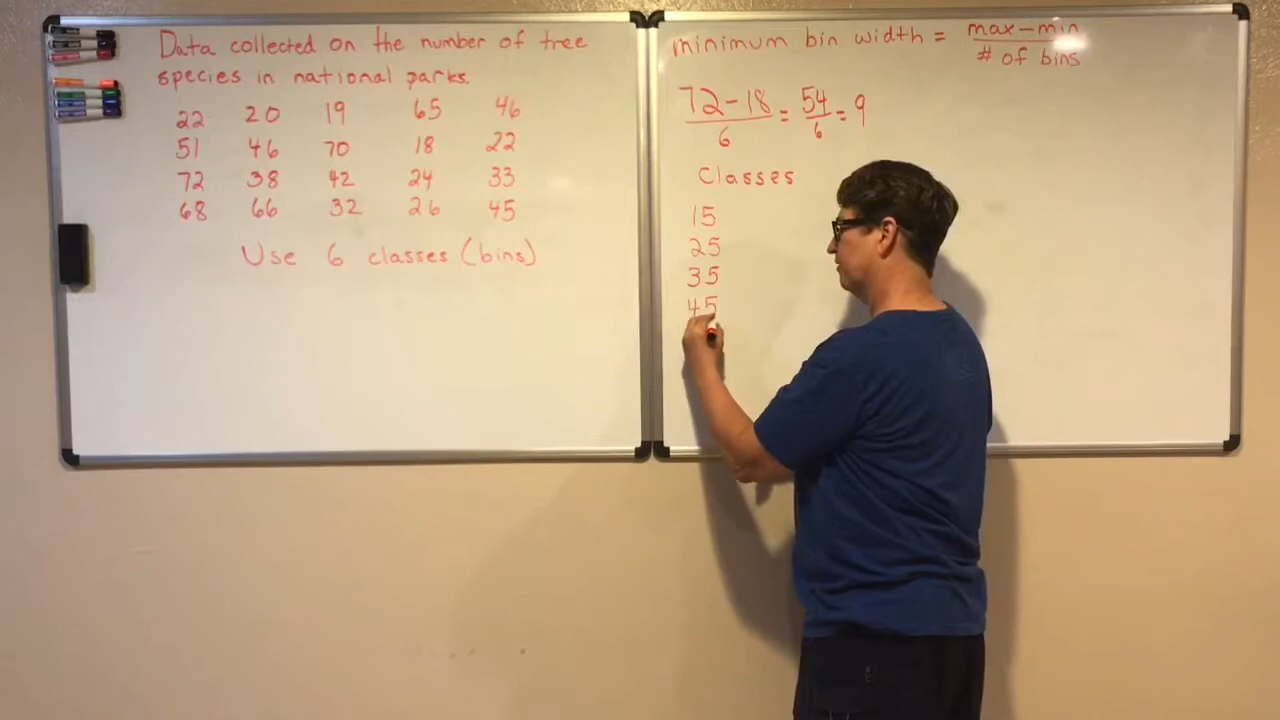 Data collected on the number of tree
species in national parks.
22 20 19 65 46
51 46 70 18 22
72 38 42 24 33
68 66 32 26 45
Use 6 classes (bins)
minimum bin width = max-min / # of bins
72-18 / 6 = 54 / 6 = 9
Classes
15
25
35
45